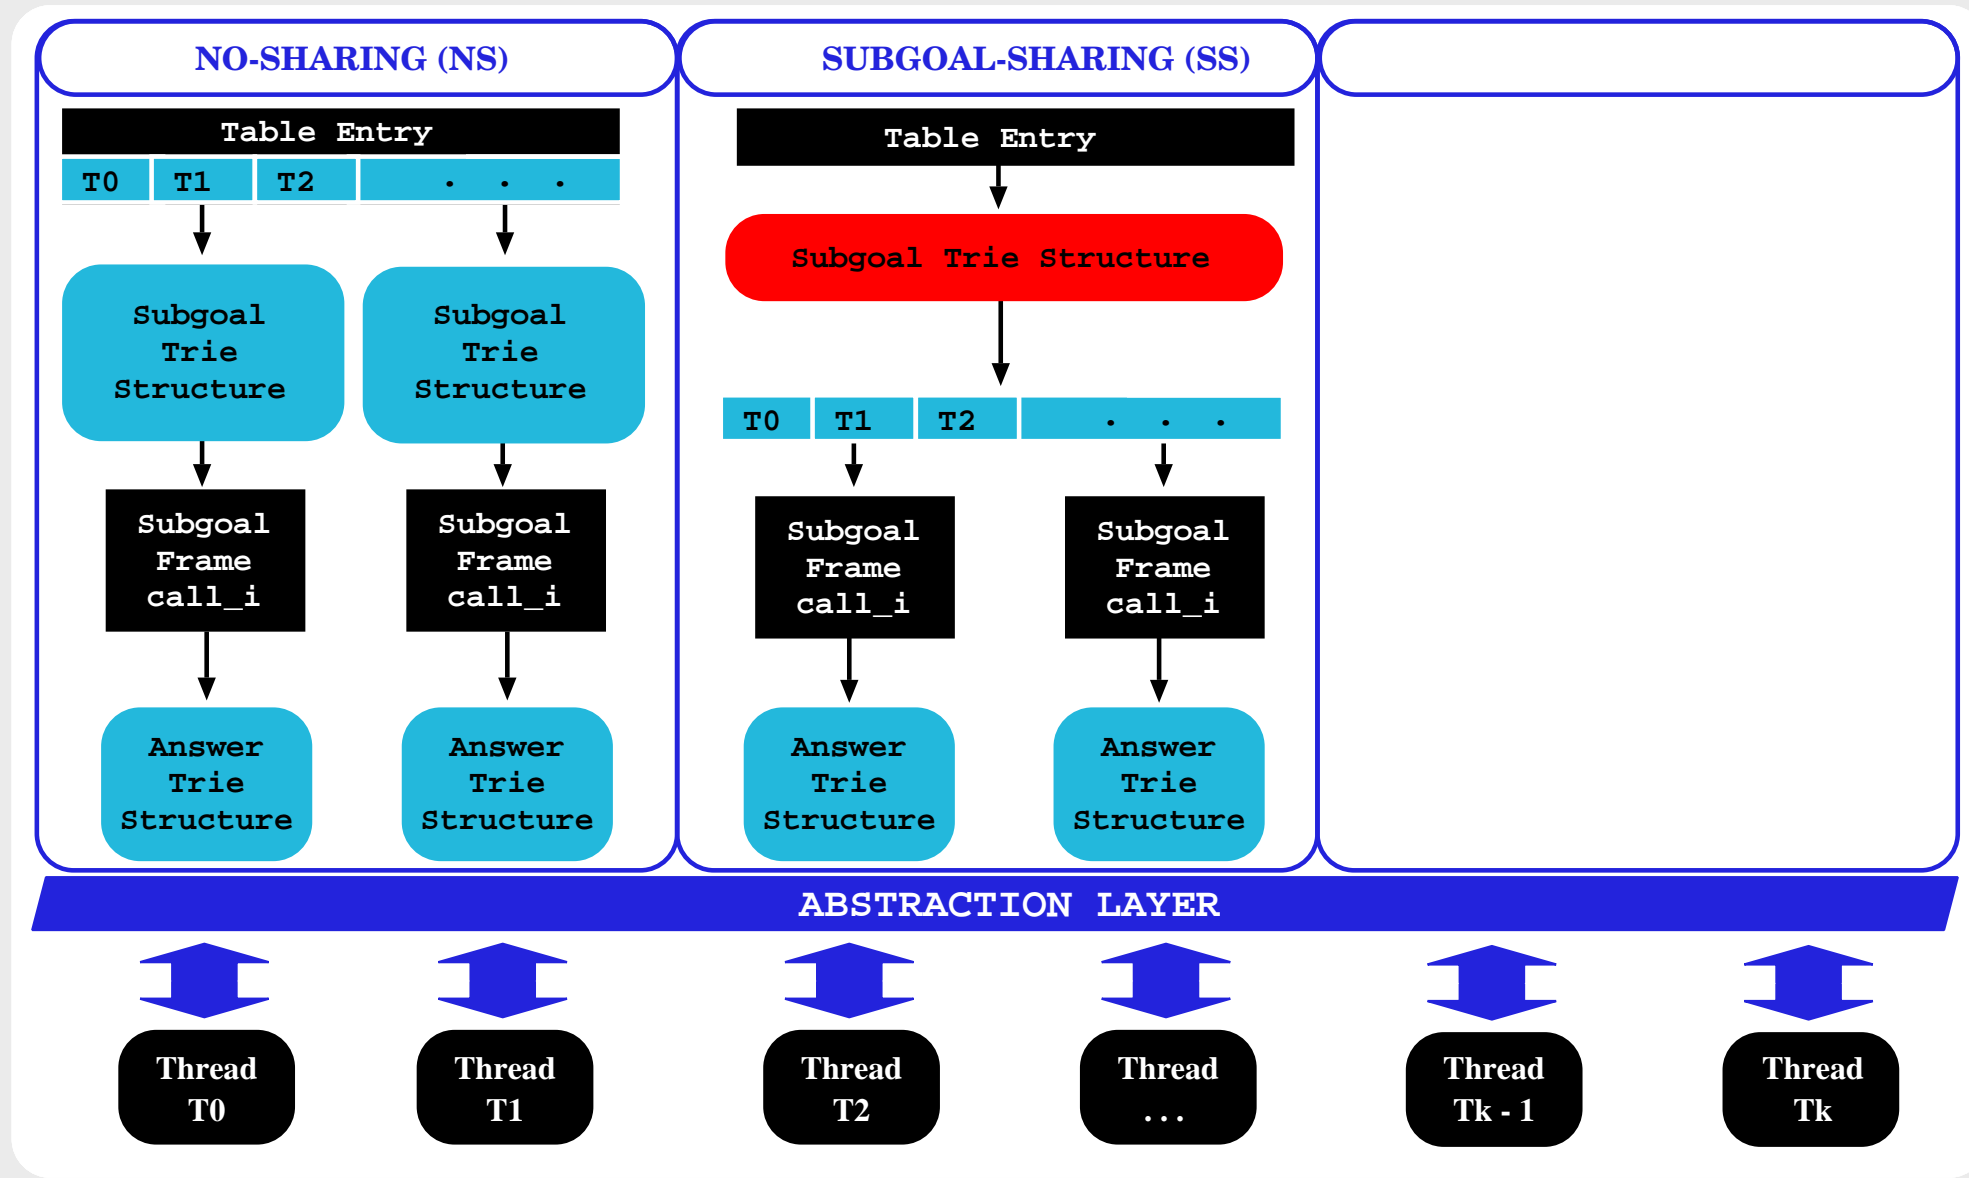 NO-SHARING (NS)
Table Entry
T0 T1 T2 . . .
Subgoal
Trie
Structure
Subgoal
Trie
Structure
Subgoal
Frame
call_i
Subgoal
Frame
call_i
Answer
Trie
Structure
Answer
Trie
Structure
SUBGOAL-SHARING (SS)
Table Entry
Subgoal Trie Structure
T0 T1 T2 . . .
Subgoal
Frame
call_i
Subgoal
Frame
call_i
Answer
Trie
Structure
Answer
Trie
Structure
ABSTRACTION LAYER
Thread
T0
Thread
T1
Thread
T2
Thread
. . .
Thread
Tk - 1
Thread
Tk